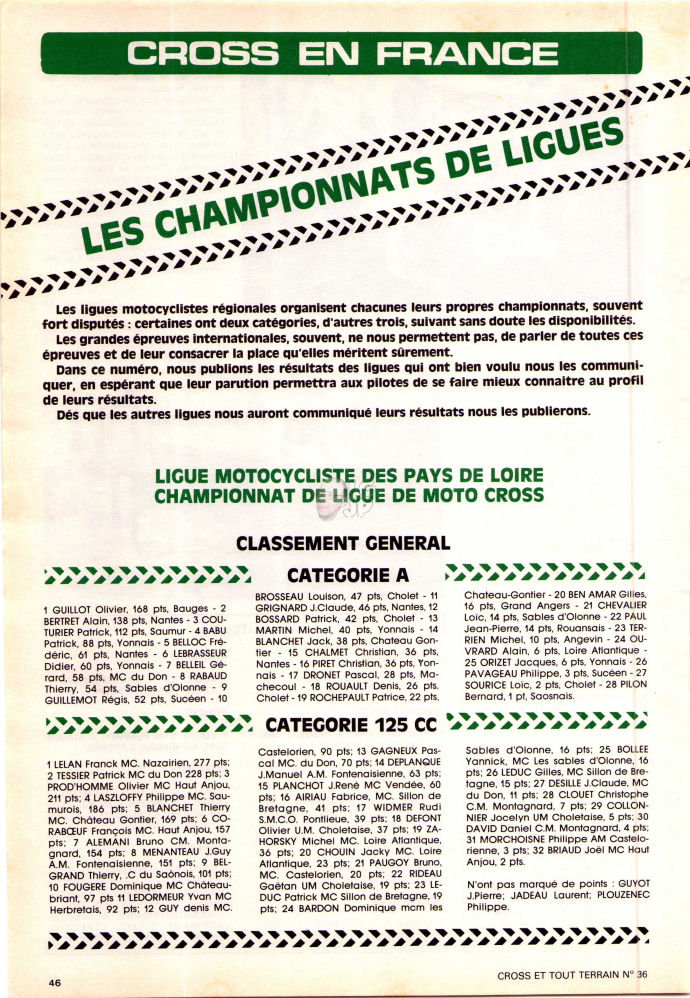 CROSS EN FRANCE
LES CHAMPIONNATS DE LIGUES
Les ligues motocyclistes régionales organisent chacunes leurs propres championnats, souvent
fort disputés : certaines ont deux catégories, d'autres trois, suivant sans doute les disponibilités.
Les grandes épreuves internationales, souvent, ne nous permettent pas, de parler de toutes ces
épreuves et de leur consacrer la place qu'elles méritent sûrement.
Dans ce numéro, nous publions les résultats des ligues qui ont bien voulu nous les communi-
quer, en espérant que leur parution permettra aux pilotes de se faire mieux connaitre au profil
de leurs résultats.
Dés que les autres ligues nous auront communiqué leurs résultats nous les publierons.
LIGUE MOTOCYCLISTE DES PAYS DE LOIRE
CHAMPIONNAT DE LIGUE DE MOTO CROSS
CLASSEMENT GENERAL
CATEGORIE A
1 GUILLOT Olivier, 168 pts, Bauges - 2
BERTRET Alain, 138 pts, Nantes - 3 COU-
TURIER Patrick, 112 pts, Saumur - 4 BABU
Patrick, 88 pts, Yonnais - 5 BELLOC Fré-
déric, 61 pts, Nantes - 6 LEBRASSEUR
Didier, 60 pts, Yonnais - 7 BELLEIL Gé-
rard, 58 pts, MC du Don - 8 RABAUD
Thierry, 54 pts, Sables d'Olonne - 9
GUILLEMOT Régis, 52 pts, Sucéen - 10
BROSSEAU Louison, 47 pts, Cholet - 11
GRIGNARD J.Claude, 46 pts, Nantes, 12
BOSSARD Patrick, 42 pts, Cholet - 13
MARTIN Michel, 40 pts, Yonnais - 14
BLANCHET Jack, 38 pts, Chateau Gon-
tier - 15 CHALMET Christian, 36 pts,
Nantes - 16 PIRET Christian, 36 pts, Yon-
nais - 17 DRONET Pascal, 28 pts, Ma-
checoul - 18 ROUAULT Denis, 26 pts.
Cholet - 19 ROCHEPAULT Patrice, 22 pts,
Chateau-Gontier - 20 BEN AMAR Gilles,
16 pts, Grand Angers - 21 CHEVALIER
Loïc, 14 pts, Sables d'Olonne - 22 PAUL
Jean-Pierre, 14 pts, Rouansais - 23 TER-
RIEN Michel, 10 pts, Angevin - 24 OU-
VRARD Alain, 6 pts, Loire Atlantique -
25 ORIZET Jacques, 6 pts, Yonnais - 26
PAVAGEAU Philippe, 3 pts, Sucéen - 27
SOURICE Loïc, 2 pts, Cholet - 28 PILON
Bernard, 1 pt, Saosnais.
CATEGORIE 125 CC
1 LELAN Franck MC. Nazairien, 277 pts;
2 TESSIER Patrick MC du Don 228 pts; 3
PROD'HOMME Olivier MC Haut Anjou,
211 pts; 4 LASZLOFFY Philippe MC. Sau-
murois, 186 pts; 5 BLANCHET Thierry
MC. Château Gontier, 169 pts; 6 CO-
RABŒUF François MC. Haut Anjou, 157
pts; 7 ALEMANI Bruno CM. Monta-
gnard, 154 pts; 8 MENANTEAU J.Guy
A.M. Fontenaisienne, 151 pts; 9 BEL-
GRAND Thierry, .C du Saônois, 101 pts;
10 FOUGERE Dominique MC Château-
briant, 97 pts 11 LEDORMEUR Yvan MC
Herbretais, 92 pts; 12 GUY denis MC.
Castelorien, 90 pts; 13 GAGNEUX Pas-
cal MC. du Don, 70 pts; 14 DEPLANQUE
J.Manuel A.M. Fontenaisienne, 63 pts;
15 PLANCHOT J.René MC Vendée, 60
pts; 16 AIRIAU Fabrice, MC. Sillon de
Bretagne, 41 pts; 17 WIDMER Rudi
S.M.C.O. Pontlieue, 39 pts; 18 DEFONT
Olivier U.M. Choletaise, 37 pts; 19 ZA-
HORSKY Michel MC. Loire Atlantique,
36 pts; 20 CHOUIN Jacky MC. Loire
Atlantique, 23 pts; 21 PAUGOY Bruno,
MC. Castelorien, 20 pts; 22 RIDEAU
Gaëtan UM Choletaise, 19 pts; 23 LE-
DUC Patrick MC Sillon de Bretagne, 19
pts; 24 BARDON Dominique mcm les
Sables d'Olonne, 16 pts; 25 BOLLEE
Yannick, MC Les sables d'Olonne, 16
pts; 26 LEDUC Gilles, MC Sillon de Bre-
tagne, 15 pts; 27 DESILLE J.Claude, MC
du Don, 11 pts; 28 CLOUET Christophe
C.M. Montagnard, 7 pts; 29 COLLON-
NIER Jocelyn UM Choletaise, 5 pts; 30
DAVID Daniel C.M. Montagnard, 4 pts;
31 MORCHOISNE Philippe AM Castelo-
rienne, 3 pts; 32 BRIAUD Joël MC Haut
Anjou, 2 pts.
N'ont pas marqué de points : GUYOT
J.Pierre; JADEAU Laurent; PLOUZENEC
Philippe.
46
CROSS ET TOUT TERRAIN N° 36